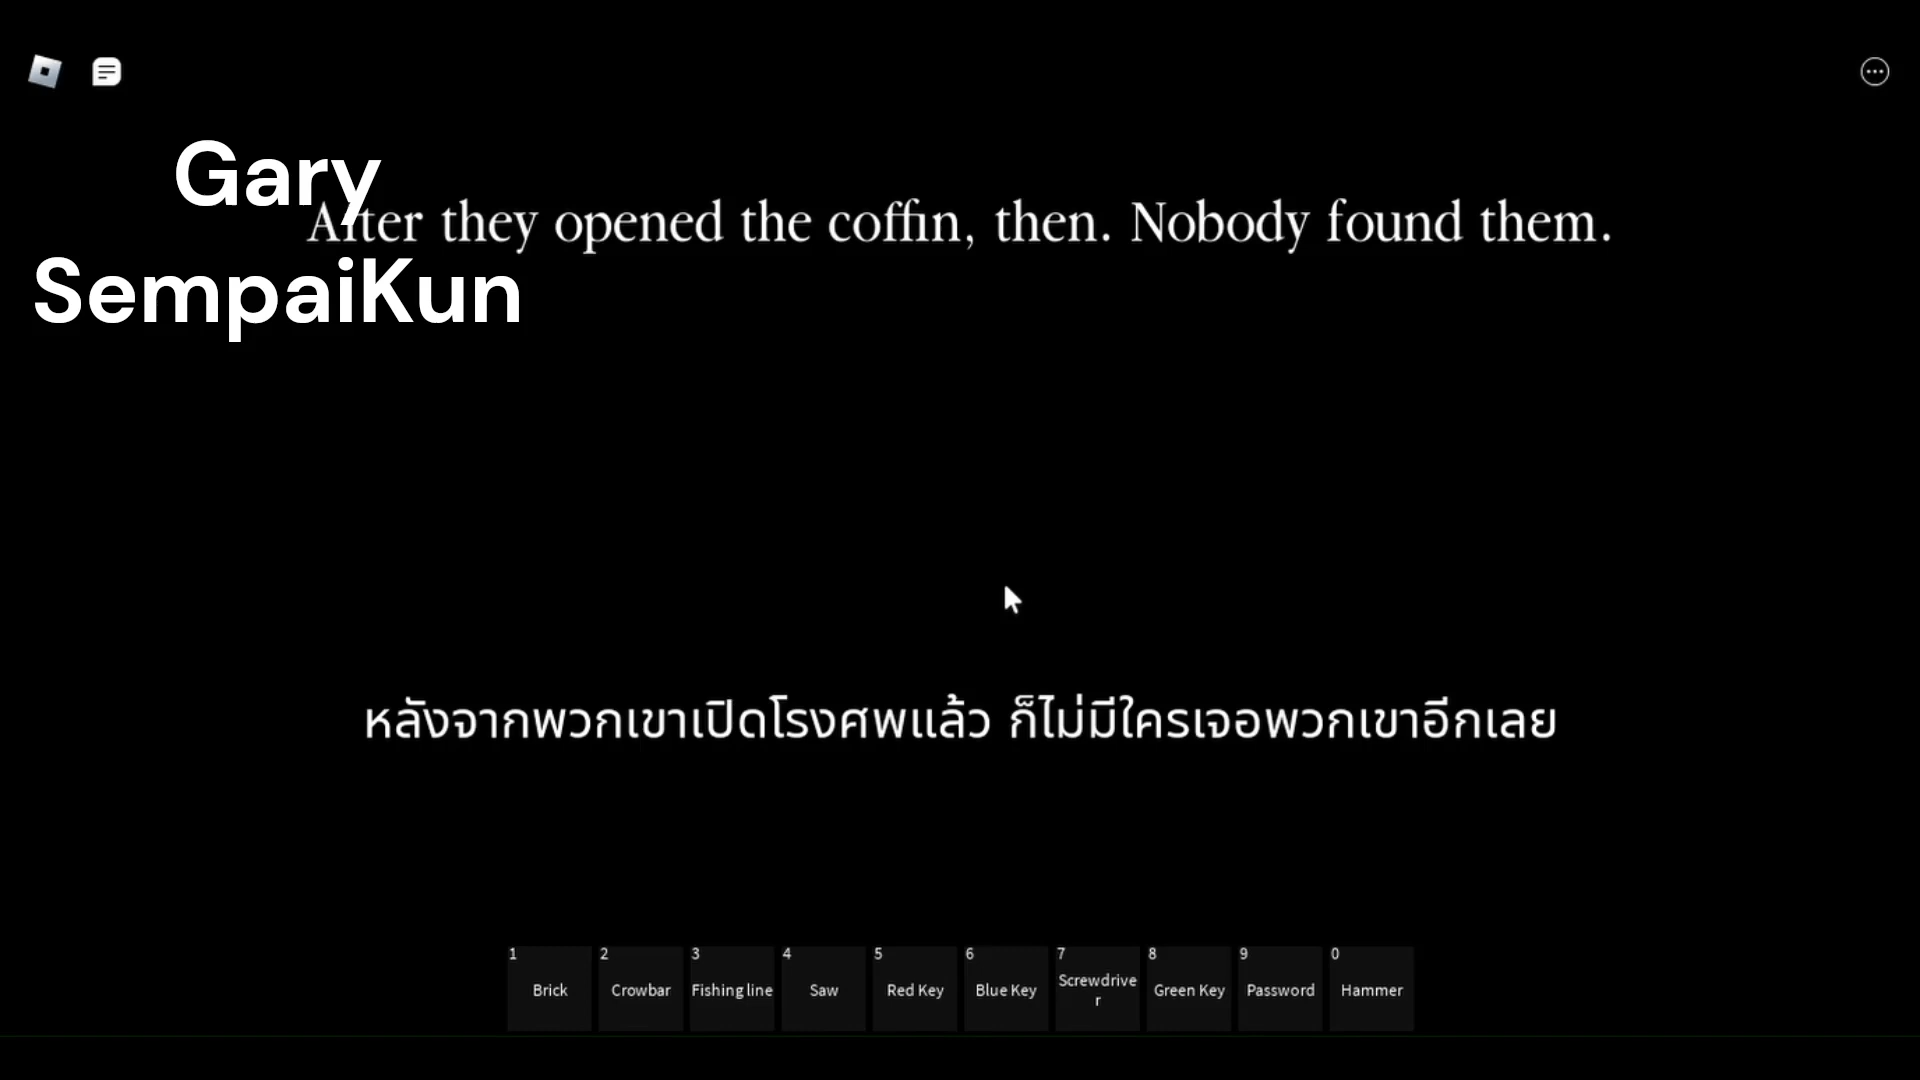 Gary
SempaiKun
After they opened the coffin, then. Nobody found them.
หลังจากพวกเขาเปิดโรงศพแล้ว ก็ไม่มีใครเจอพวกเขาอีกเลย
1 2 3 4 5 6 7 8 9 0
Brick Crowbar Fishing line Saw Red Key Blue Key Screwdrive
r Green Key Password Hammer